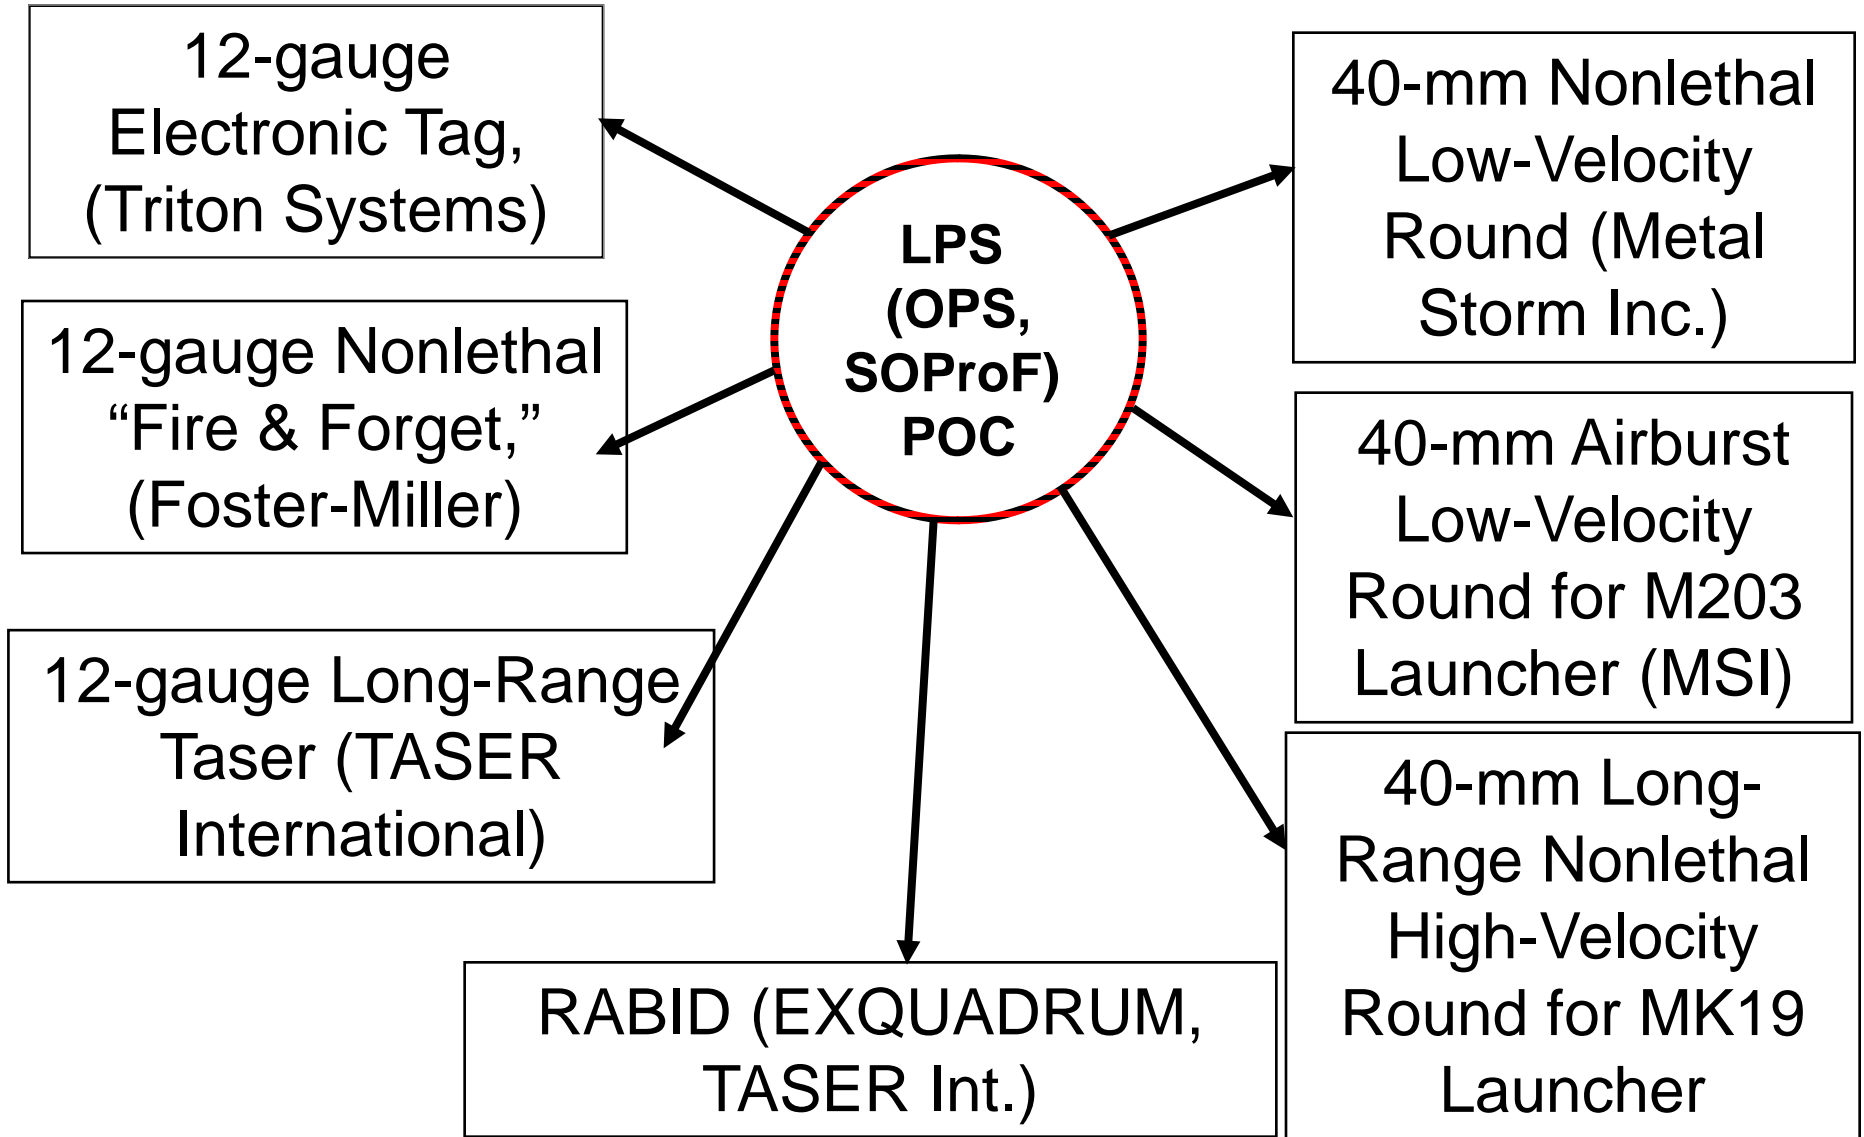 12-gauge
Electronic Tag,
(Triton Systems)
12-gauge Nonlethal
“Fire & Forget,”
(Foster-Miller)
12-gauge Long-Range
Taser (TASER
International)
LPS
(OPS,
SOProF)
POC
RABID (EXQUADRUM,
TASER Int.)
40-mm Nonlethal
Low-Velocity
Round (Metal
Storm Inc.)
40-mm Airburst
Low-Velocity
Round for M203
Launcher (MSI)
40-mm Long-
Range Nonlethal
High-Velocity
Round for MK19
Launcher